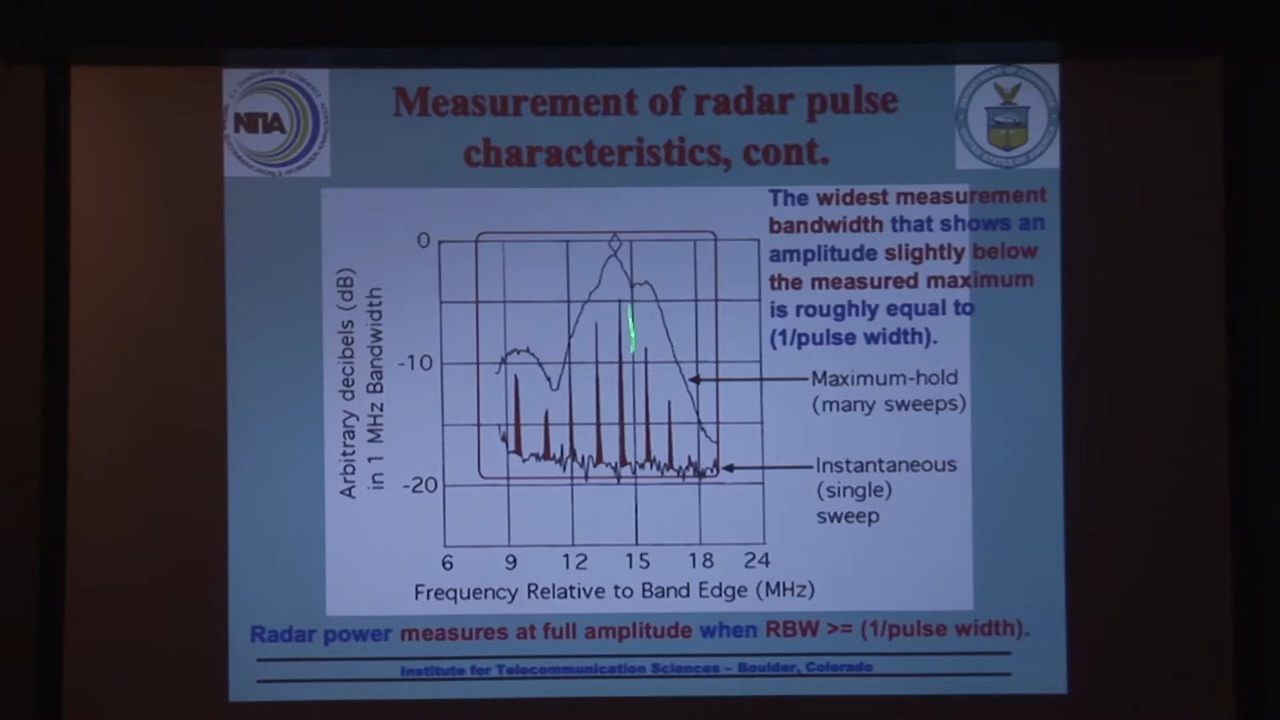 NTIA
Measurement of radar pulse
characteristics, cont.
The widest measurement
bandwidth that shows an
amplitude slightly below
the measured maximum
is roughly equal to
(1/pulse width).
Arbitrary decibels (dB)
in 1 MHz Bandwidth
0
-10
-20
Maximum-hold
(many sweeps)
Instantaneous
(single)
sweep
6 9 12 15 18 24
Frequency Relative to Band Edge (MHz)
Radar power measures at full amplitude when RBW >= (1/pulse width).
Institute for Telecommunication Sciences – Boulder, Colorado